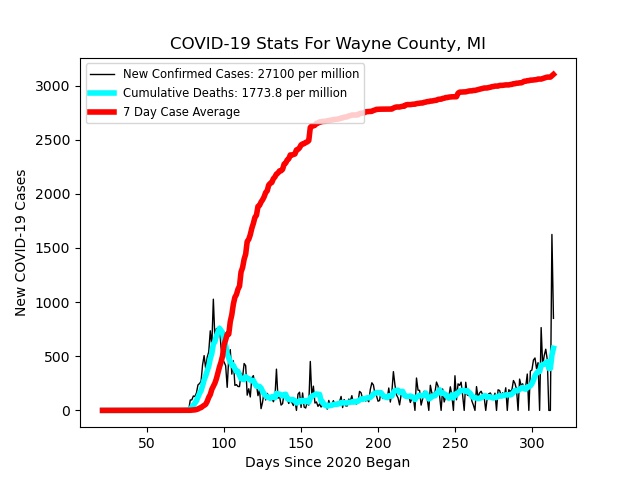 COVID-19 Stats For Wayne County, MI
New Confirmed Cases: 27100 per million
Cumulative Deaths: 1773.8 per million
7 Day Case Average
3000
2500
2000
1500
1000
500
0
New COVID-19 Cases
50 100 150 200 250 300
Days Since 2020 Began